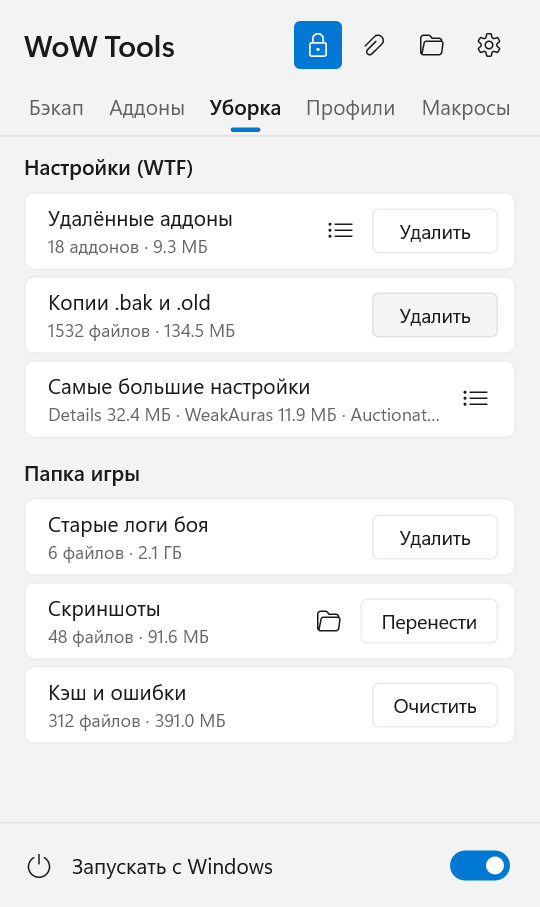 WoW Tools
Бэкап Аддоны Уборка Профили Макросы
Настройки (WTF)
Удалённые аддоны
18 аддонов · 9.3 МБ
Удалить
Копии .bak и .old
1532 файлов · 134.5 МБ
Удалить
Самые большие настройки
Details 32.4 МБ · WeakAuras 11.9 МБ · Auctionat...
Папка игры
Старые логи боя
6 файлов · 2.1 ГБ
Удалить
Скриншоты
48 файлов · 91.6 МБ
Перенести
Кэш и ошибки
312 файлов · 391.0 МБ
Очистить
Запускать с Windows